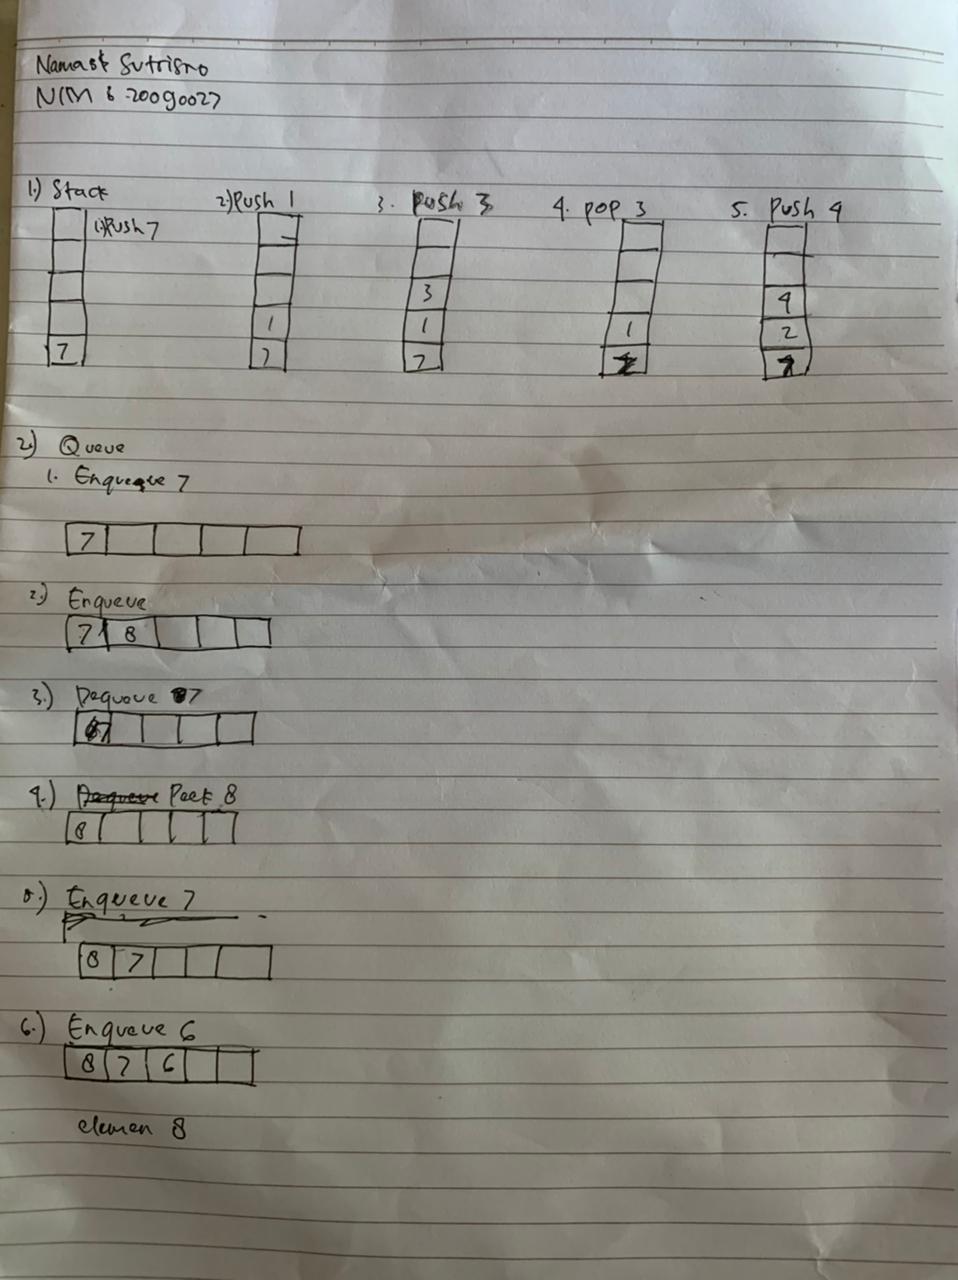 Nama : Sutrisno
NIM : 20090027
1.) Stack
1.) Push 7
7
2.) Push 1
1
7
3. Push 3
3
1
7
4. pop 3
1
5. Push 4
4
2
7
2.) Queue
1. Enqueque 7
7
2.) Enqueue
7 8
3.) Dequeue 7
4.) Peek 8
8
5.) Enqueue 7
8 7
6.) Enqueue 6
8 7 6
elemen 8